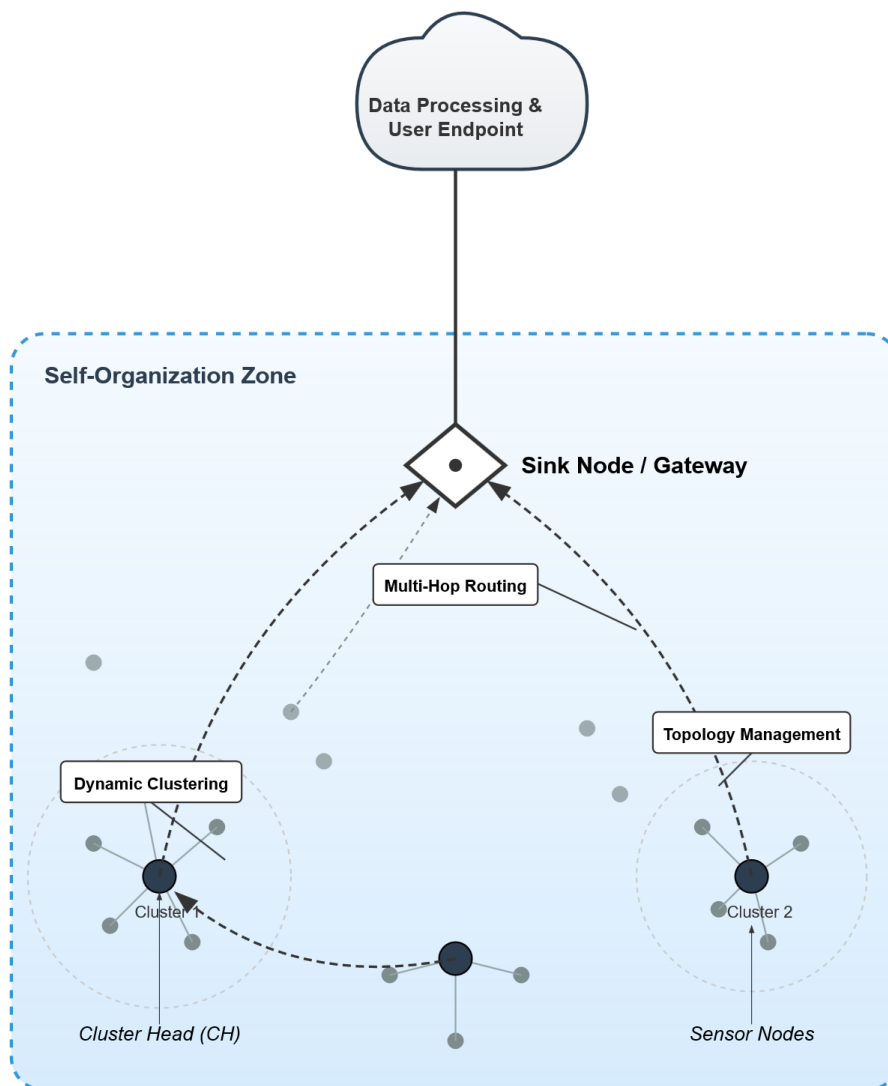 Data Processing &
User Endpoint
Self-Organization Zone
Sink Node / Gateway
Multi-Hop Routing
Topology Management
Dynamic Clustering
Cluster 1
Cluster 2
Cluster Head (CH)
Sensor Nodes